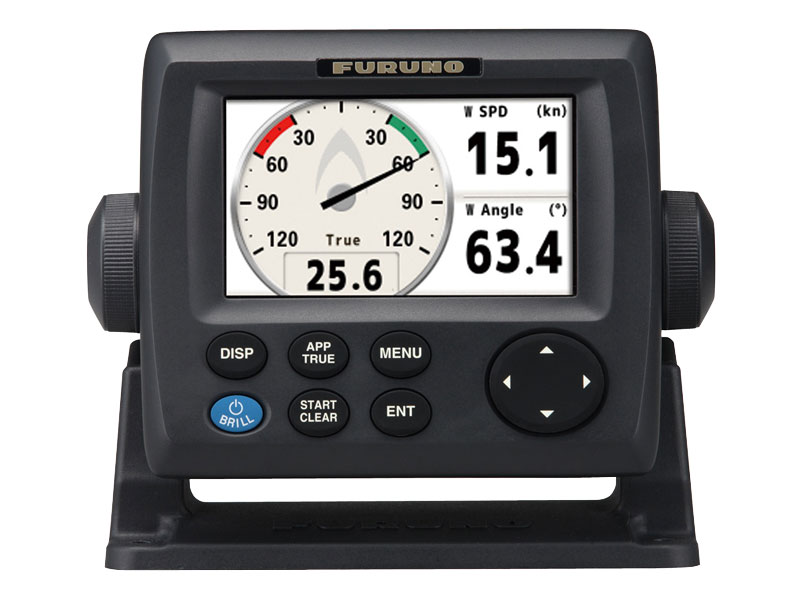 FURUNO
30 30
60 60
90 90
120 True 120
25.6
W SPD (kn)
15.1
W Angle (°)
63.4
DISP
APP
TRUE
MENU
BRILL
START
CLEAR
ENT
FURUNO